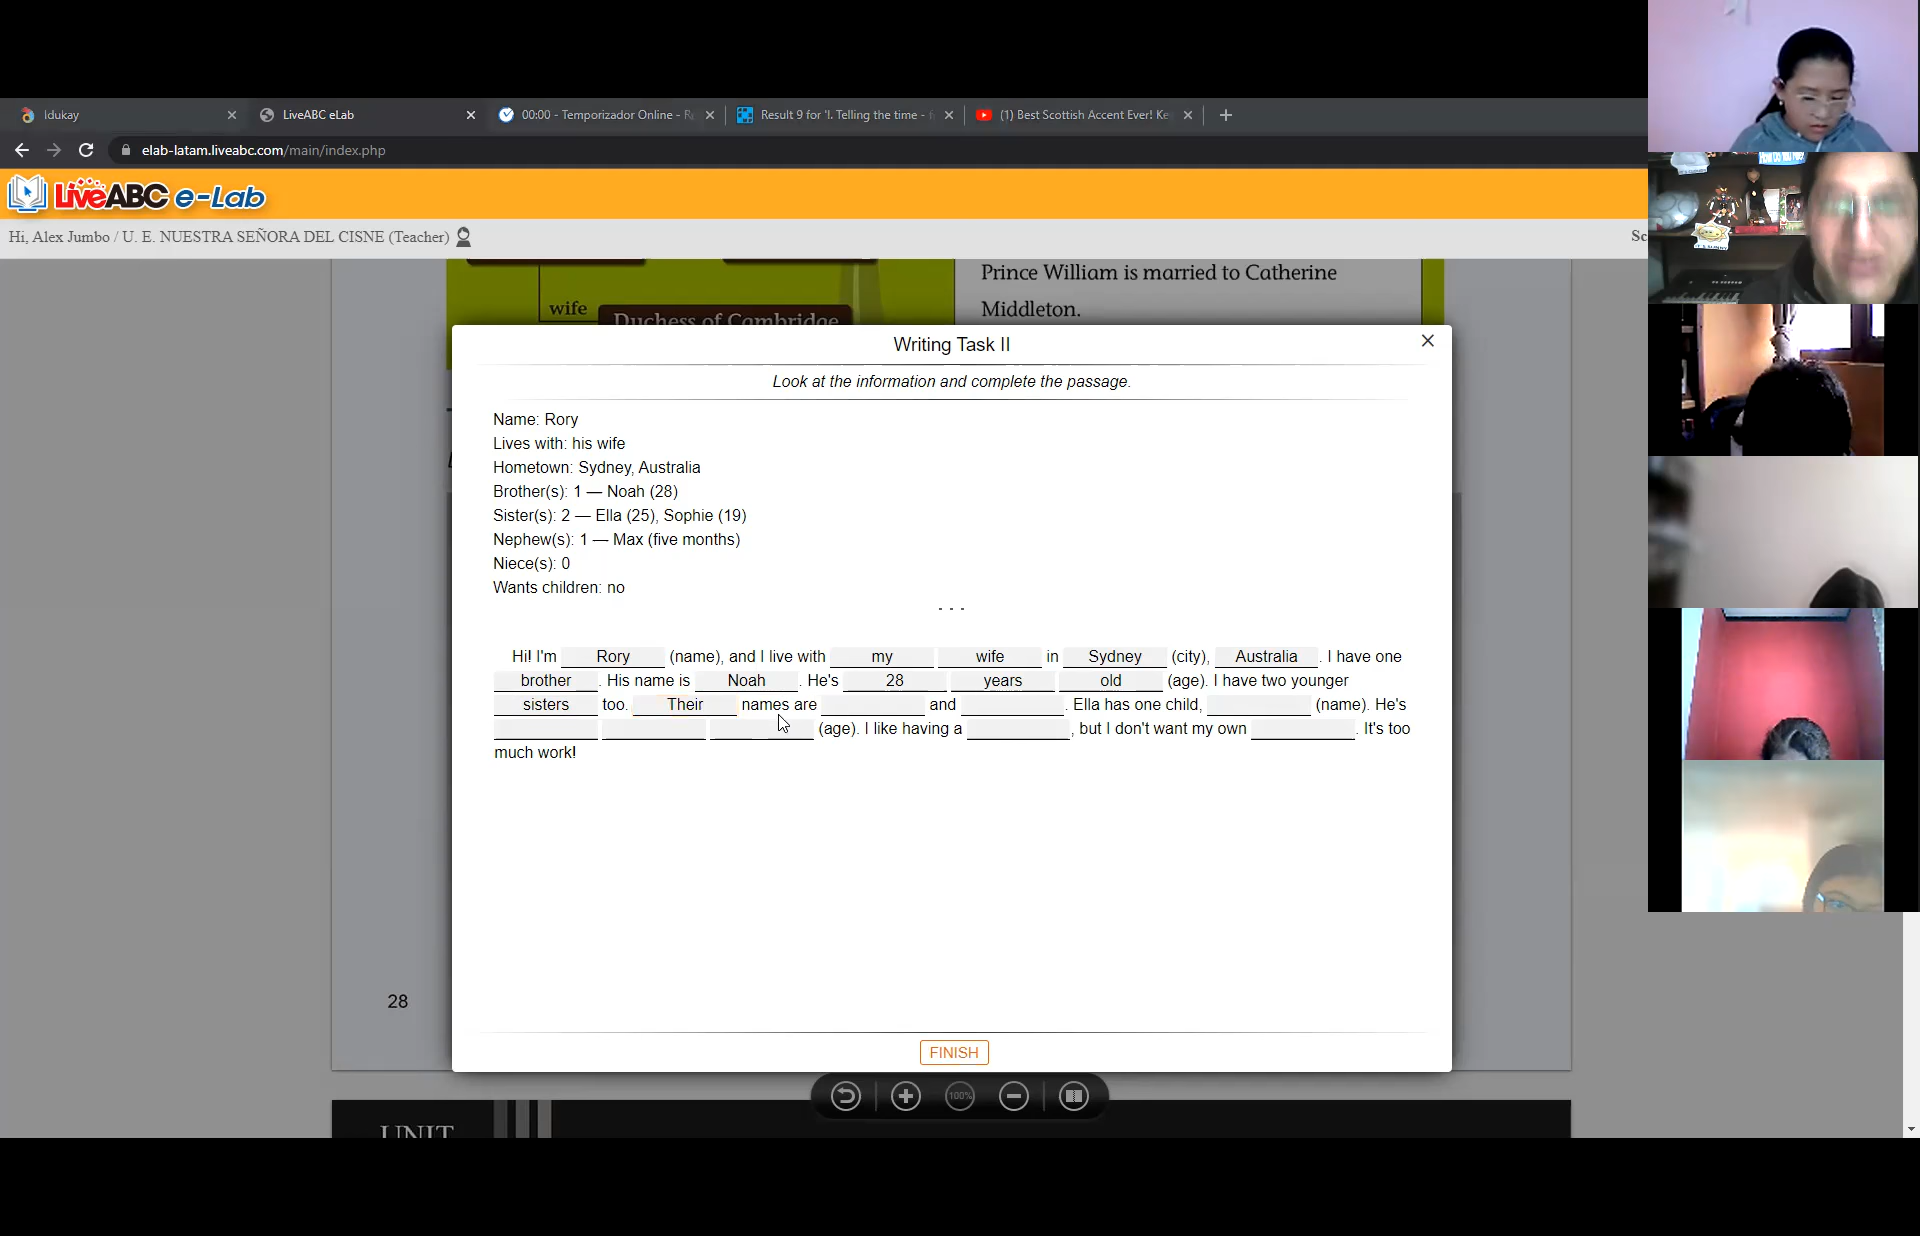 Idukay
LiveABC eLab
00:00 - Temporizador Online - R
Result 9 for 'I. Telling the time -
(1) Best Scottish Accent Ever! Ke
elab-latam.liveabc.com/main/index.php
LiveABC e-Lab
Hi, Alex Jumbo / U. E. NUESTRA SEÑORA DEL CISNE (Teacher)
Sc
Prince William is married to Catherine
Middleton.
wife
Duchess of Cambridge
Writing Task II
Look at the information and complete the passage.
Name: Rory
Lives with: his wife
Hometown: Sydney, Australia
Brother(s): 1 — Noah (28)
Sister(s): 2 — Ella (25), Sophie (19)
Nephew(s): 1 — Max (five months)
Niece(s): 0
Wants children: no
- - -
Hi! I'm Rory (name), and I live with my wife in Sydney (city), Australia . I have one
brother . His name is Noah . He's 28 years old (age). I have two younger
sisters too. Their names are and . Ella has one child, (name). He's
(age). I like having a , but I don't want my own . It's too
much work!
28
FINISH
100%
UNIT